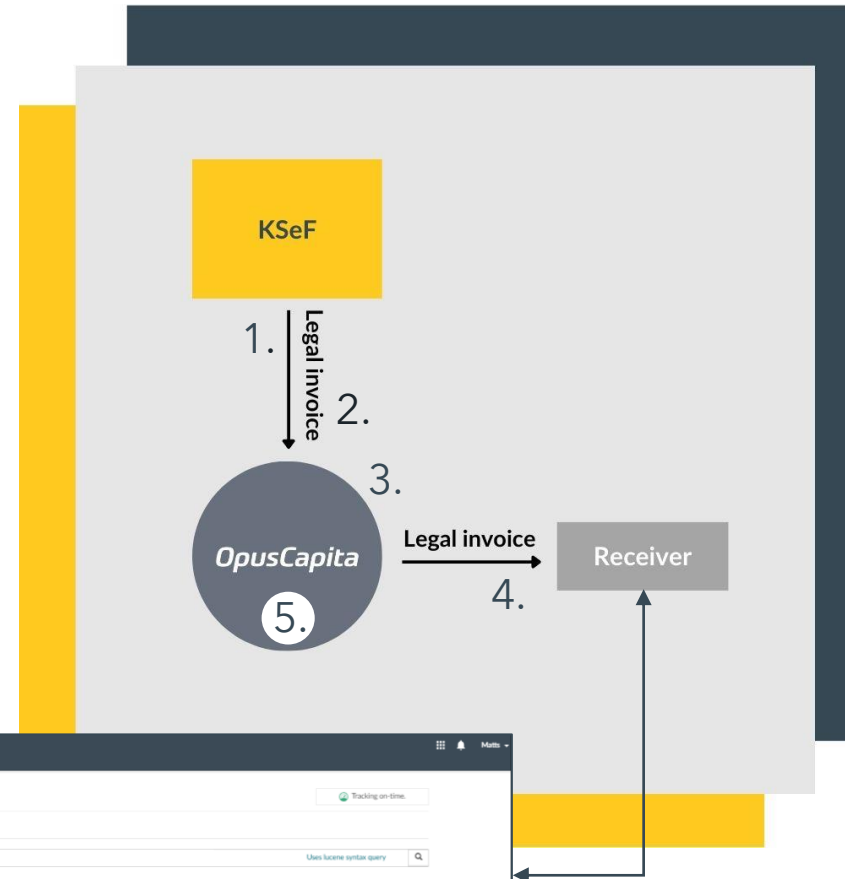 KSeF
1.
Legal invoice
2.
3.
OpusCapita
Legal invoice
Receiver
4.
5.
Matts
Tracking on-time.
Uses lucene syntax query